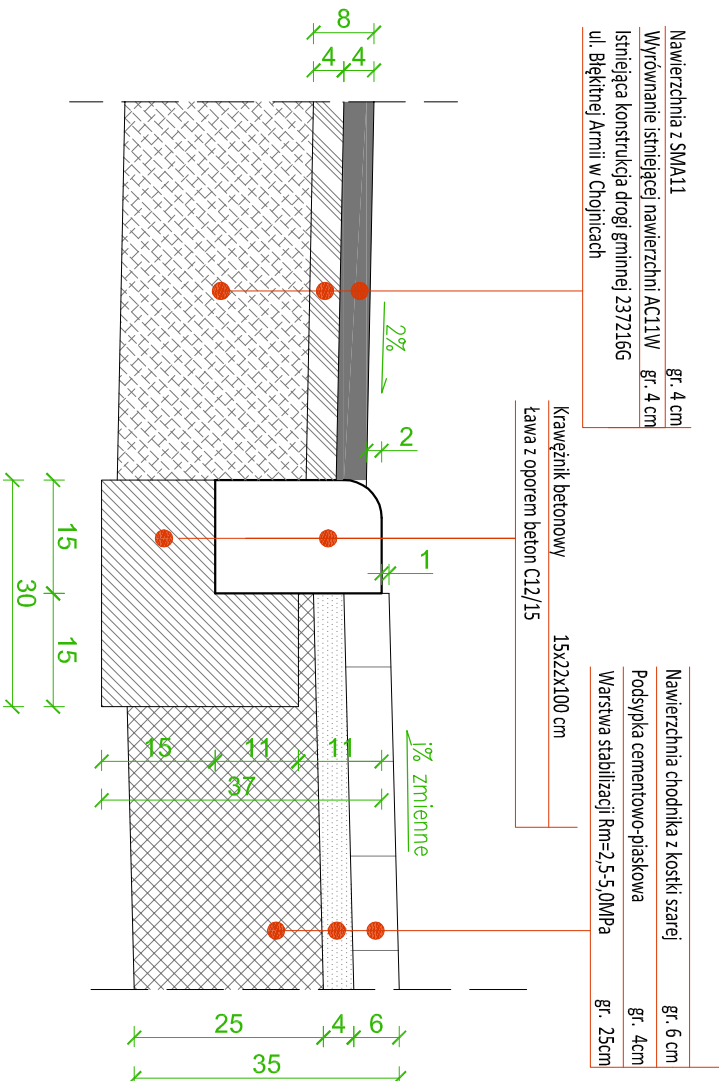 Nawierzchnia z SMA11 gr. 4 cm
Wyrównanie istniejącej nawierzchni AC11W gr. 4 cm
Istniejąca konstrukcja drogi gminnej 237216G
ul. Błękitnej Armii w Chojnicach
Krawężnik betonowy 15x22x100 cm
Ława z oporem beton C12/15
Nawierzchnia chodnika z kostki szarej gr. 6 cm
Podsypka cementowo-piaskowa gr. 4cm
Warstwa stabilizacji Rm=2,5-5,0MPa gr. 25cm
8
4 4
2%
2
1
i% zmienne
15 15
30
15 11 11
37
25 4 6
35